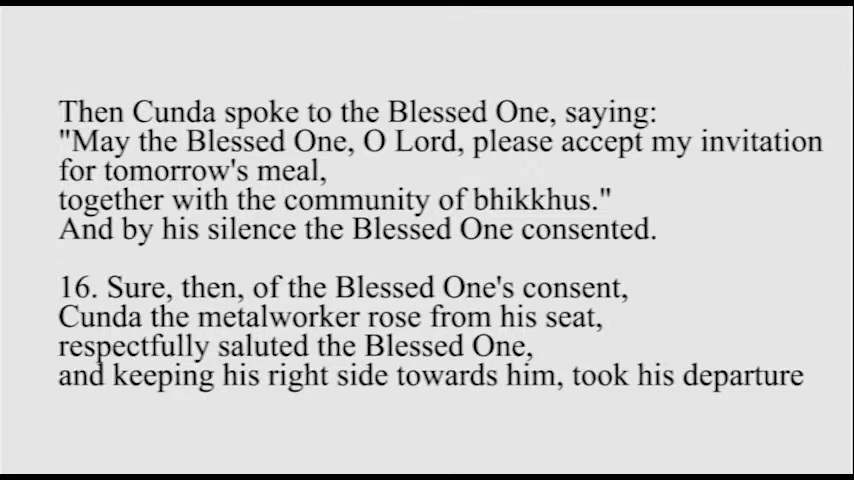 Then Cunda spoke to the Blessed One, saying:
"May the Blessed One, O Lord, please accept my invitation
for tomorrow's meal,
together with the community of bhikkhus."
And by his silence the Blessed One consented.
16. Sure, then, of the Blessed One's consent,
Cunda the metalworker rose from his seat,
respectfully saluted the Blessed One,
and keeping his right side towards him, took his departure